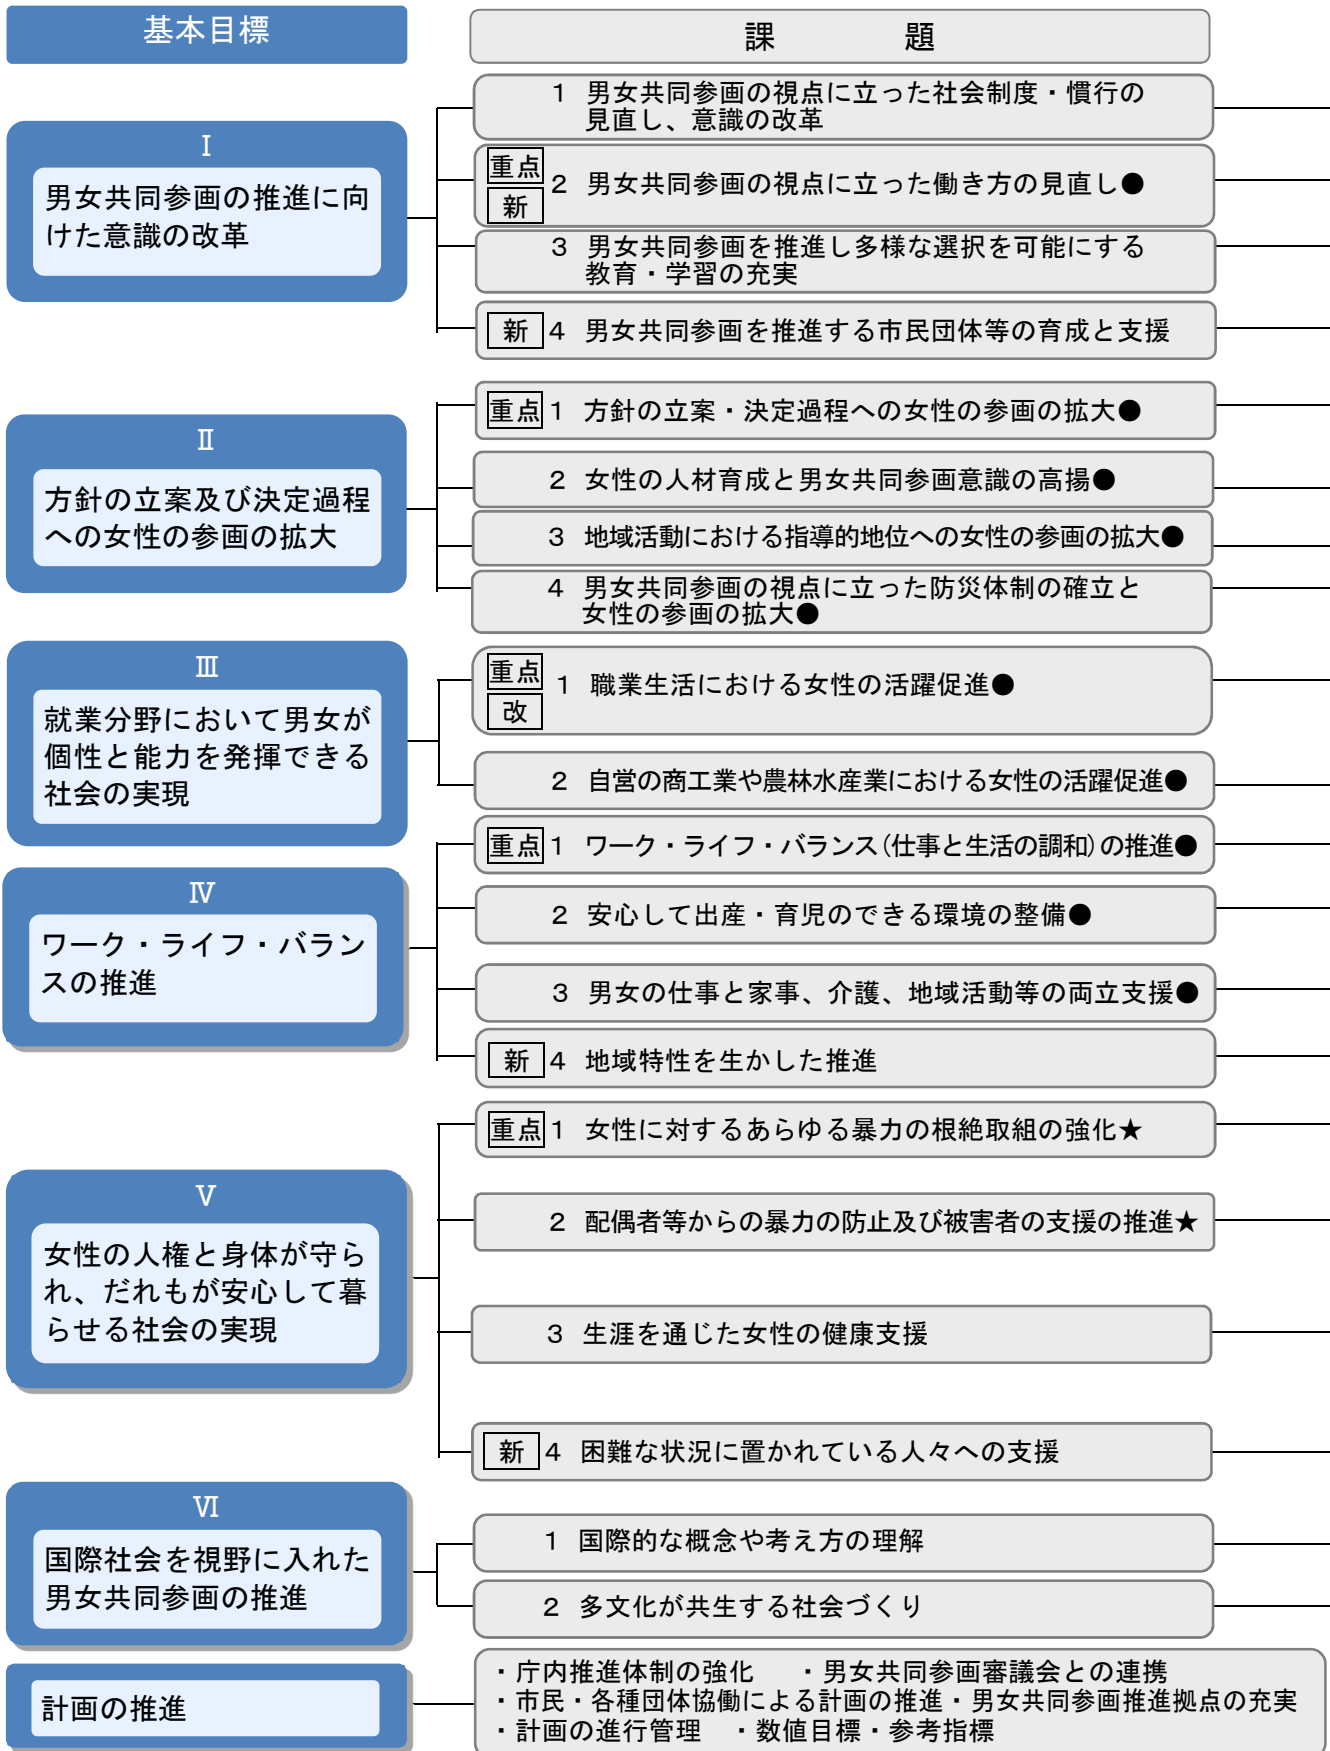 基本目標
課　　　題
Ⅰ
男女共同参画の推進に向
けた意識の改革
1 男女共同参画の視点に立った社会制度・慣行の
見直し、意識の改革
重点
新
2 男女共同参画の視点に立った働き方の見直し●
3 男女共同参画を推進し多様な選択を可能にする
教育・学習の充実
新 4 男女共同参画を推進する市民団体等の育成と支援
Ⅱ
方針の立案及び決定過程
への女性の参画の拡大
重点 1 方針の立案・決定過程への女性の参画の拡大●
2 女性の人材育成と男女共同参画意識の高揚●
3 地域活動における指導的地位への女性の参画の拡大●
4 男女共同参画の視点に立った防災体制の確立と
女性の参画の拡大●
Ⅲ
就業分野において男女が
個性と能力を発揮できる
社会の実現
重点
改
1 職業生活における女性の活躍促進●
2 自営の商工業や農林水産業における女性の活躍促進●
Ⅳ
ワーク・ライフ・バラン
スの推進
重点 1 ワーク・ライフ・バランス(仕事と生活の調和)の推進●
2 安心して出産・育児のできる環境の整備●
3 男女の仕事と家事、介護、地域活動等の両立支援●
新 4 地域特性を生かした推進
Ⅴ
女性の人権と身体が守ら
れ、だれもが安心して暮
らせる社会の実現
重点 1 女性に対するあらゆる暴力の根絶取組の強化★
2 配偶者等からの暴力の防止及び被害者の支援の推進★
3 生涯を通じた女性の健康支援
新 4 困難な状況に置かれている人々への支援
Ⅵ
国際社会を視野に入れた
男女共同参画の推進
1 国際的な概念や考え方の理解
2 多文化が共生する社会づくり
計画の推進
・庁内推進体制の強化　・男女共同参画審議会との連携
・市民・各種団体協働による計画の推進・男女共同参画推進拠点の充実
・計画の進行管理　・数値目標・参考指標